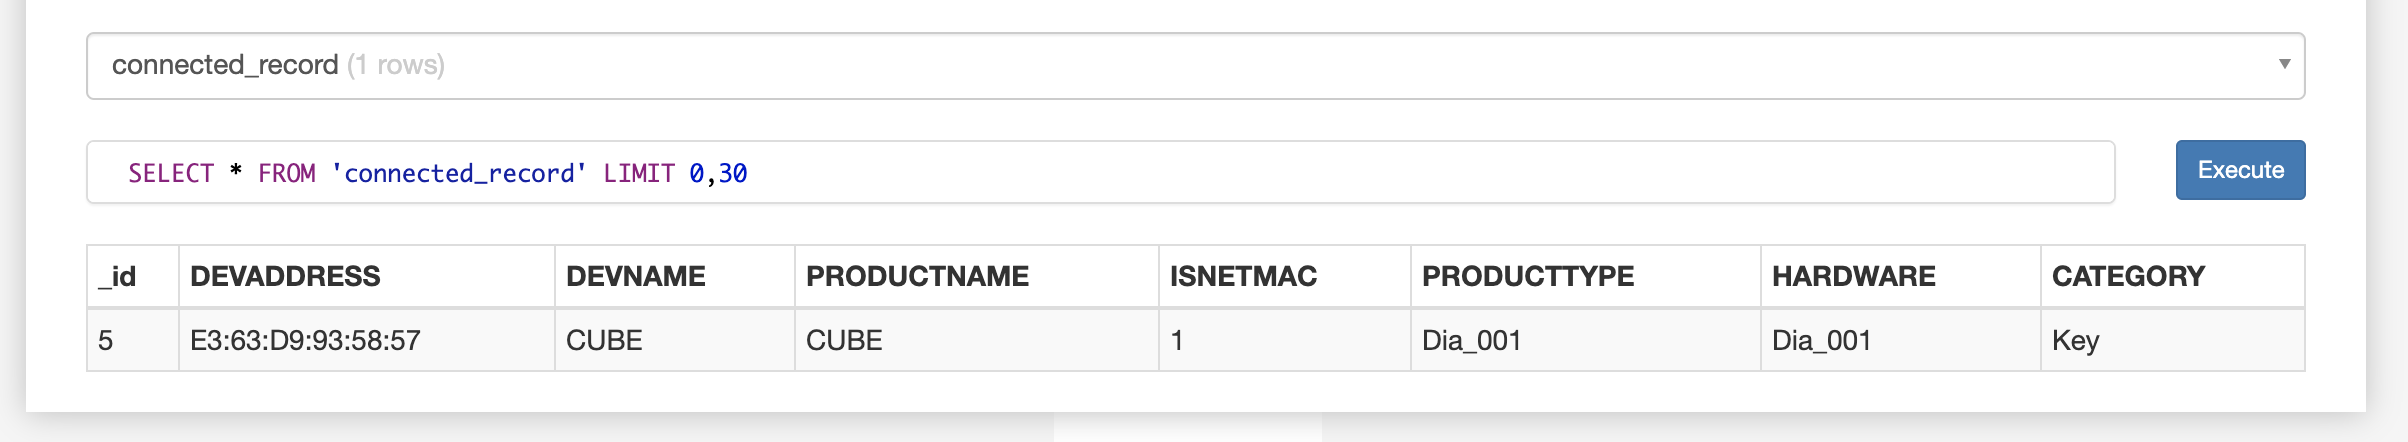 connected_record (1 rows)
SELECT * FROM 'connected_record' LIMIT 0,30
Execute
_id DEVADDRESS DEVNAME PRODUCTNAME ISNETMAC PRODUCTTYPE HARDWARE CATEGORY
5 E3:63:D9:93:58:57 CUBE CUBE 1 Dia_001 Dia_001 Key